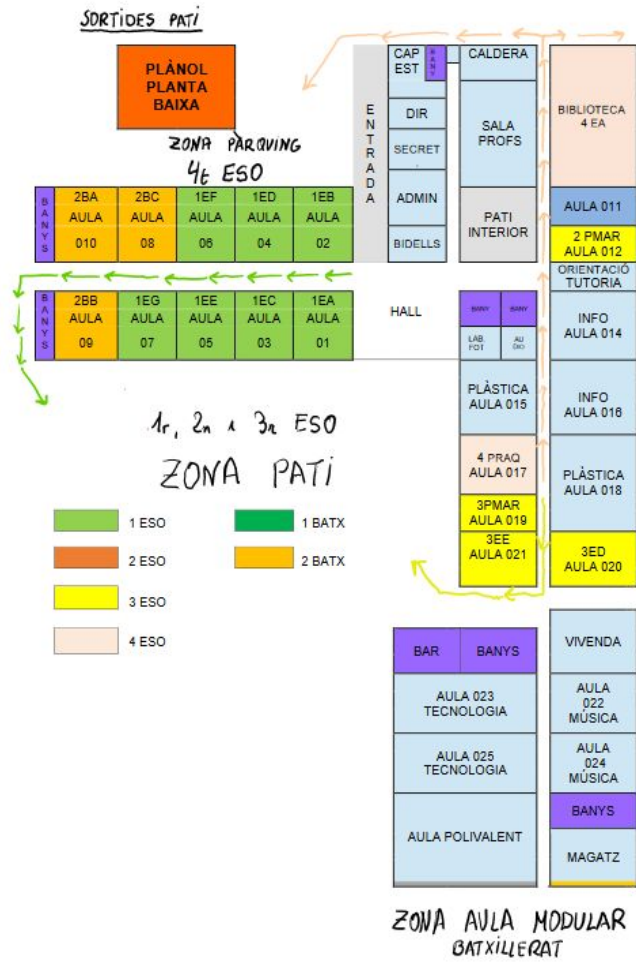 SORTIDES PATI
PLÀNOL
PLANTA
BAIXA
ZONA PÀRQUING
4t ESO
ENTRADA
CAP
EST
BANY
DIR
SECRET
ADMIN
BIDELLS
CALDERA
SALA
PROFS
PATI
INTERIOR
BIBLIOTECA
4 EA
AULA 011
2 PMAR
AULA 012
ORIENTACIÓ
TUTORIA
INFO
AULA 014
INFO
AULA 016
PLÀSTICA
AULA 018
3ED
AULA 020
BANYS
2BA
AULA
010
2BC
AULA
08
1EF
AULA
06
1ED
AULA
04
1EB
AULA
02
BANYS
2BB
AULA
09
1EG
AULA
07
1EE
AULA
05
1EC
AULA
03
1EA
AULA
01
HALL
BANY
BANY
LAB.
FOT
AU
DIO
PLÀSTICA
AULA 015
4 PRAQ
AULA 017
3PMAR
AULA 019
3EE
AULA 021
1r, 2n i 3r ESO
ZONA PATI
1 ESO
2 ESO
3 ESO
4 ESO
1 BATX
2 BATX
BAR
BANYS
AULA 023
TECNOLOGIA
AULA 025
TECNOLOGIA
AULA POLIVALENT
VIVENDA
AULA
022
MÚSICA
AULA
024
MÚSICA
BANYS
MAGATZ
ZONA AULA MODULAR
BATXILLERAT